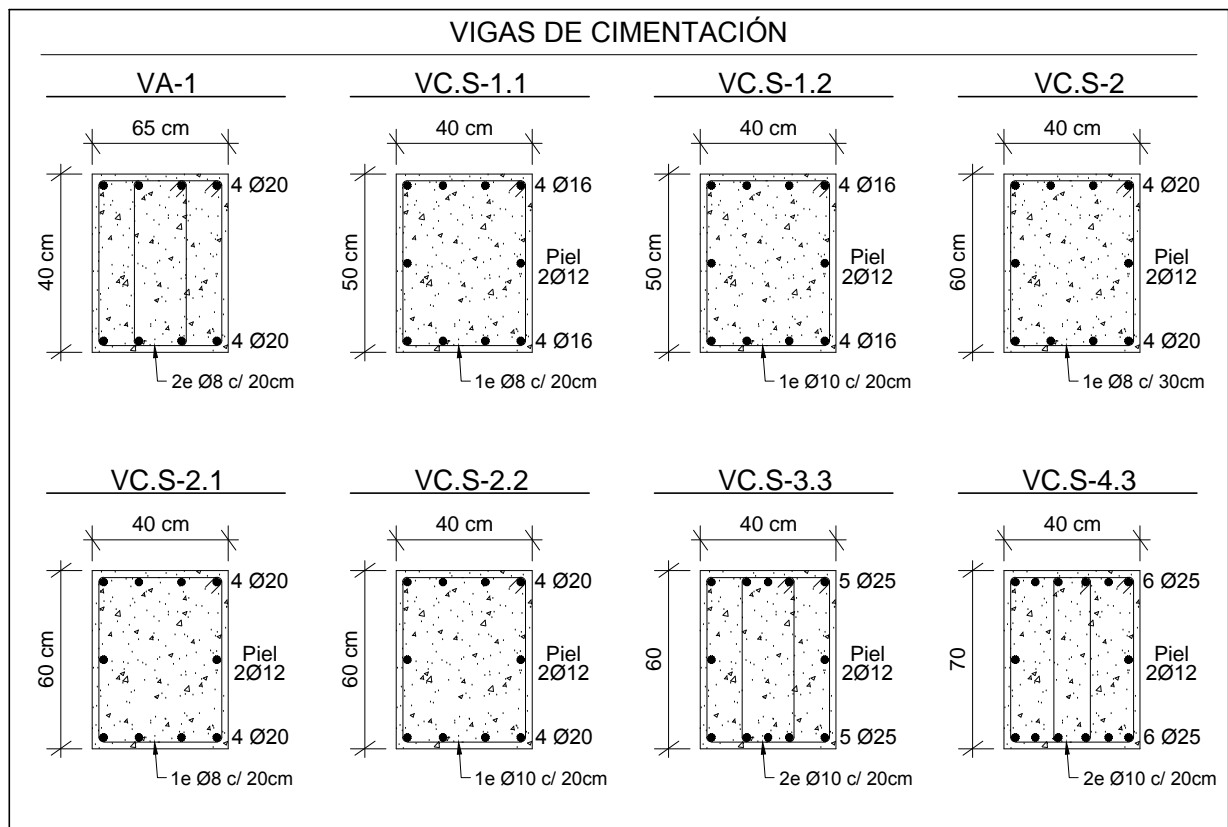 VIGAS DE CIMENTACIÓN
VA-1
65 cm
40 cm
4 Ø20
4 Ø20
2e Ø8 c/ 20cm
VC.S-1.1
40 cm
50 cm
4 Ø16
Piel
2Ø12
4 Ø16
1e Ø8 c/ 20cm
VC.S-1.2
40 cm
50 cm
4 Ø16
Piel
2Ø12
4 Ø16
1e Ø10 c/ 20cm
VC.S-2
40 cm
60 cm
4 Ø20
Piel
2Ø12
4 Ø20
1e Ø8 c/ 30cm
VC.S-2.1
40 cm
60 cm
4 Ø20
Piel
2Ø12
4 Ø20
1e Ø8 c/ 20cm
VC.S-2.2
40 cm
60 cm
4 Ø20
Piel
2Ø12
4 Ø20
1e Ø10 c/ 20cm
VC.S-3.3
40 cm
60
5 Ø25
Piel
2Ø12
5 Ø25
2e Ø10 c/ 20cm
VC.S-4.3
40 cm
70
6 Ø25
Piel
2Ø12
6 Ø25
2e Ø10 c/ 20cm